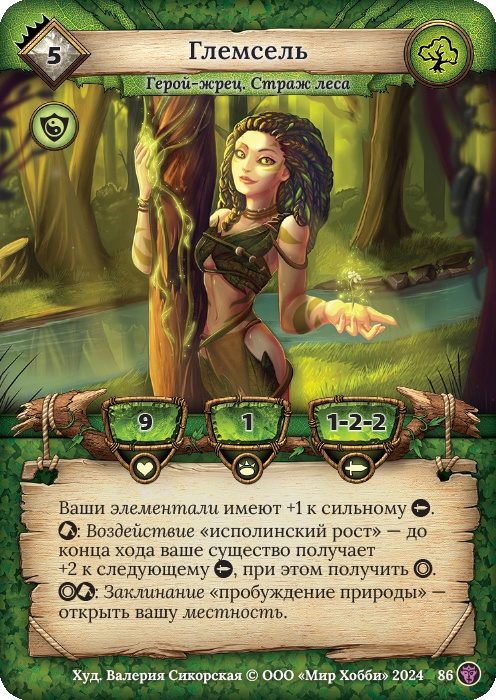 5
Глемсель
Герой-жрец. Страж леса
9
1
1-2-2
Ваши элементали имеют +1 к сильному .
: Воздействие «исполинский рост» — до
конца хода ваше существо получает
+2 к следующему , при этом получить .
: Заклинание «пробуждение природы» —
открыть вашу местность.
Худ. Валерия Сикорская © ООО «Мир Хобби» 2024 86